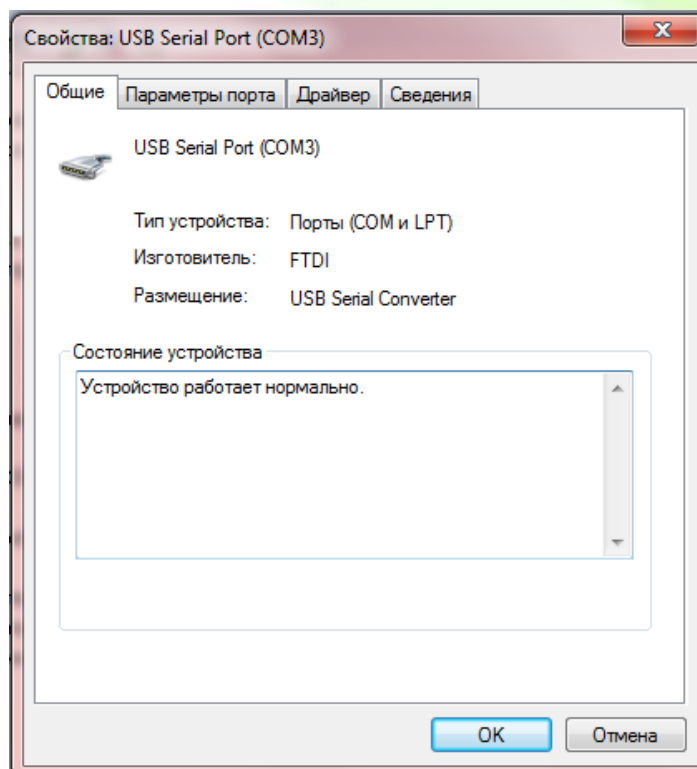 Свойства: USB Serial Port (COM3)
Общие Параметры порта Драйвер Сведения
USB Serial Port (COM3)
Тип устройства: Порты (COM и LPT)
Изготовитель: FTDI
Размещение: USB Serial Converter
Состояние устройства
Устройство работает нормально.
OK Отмена